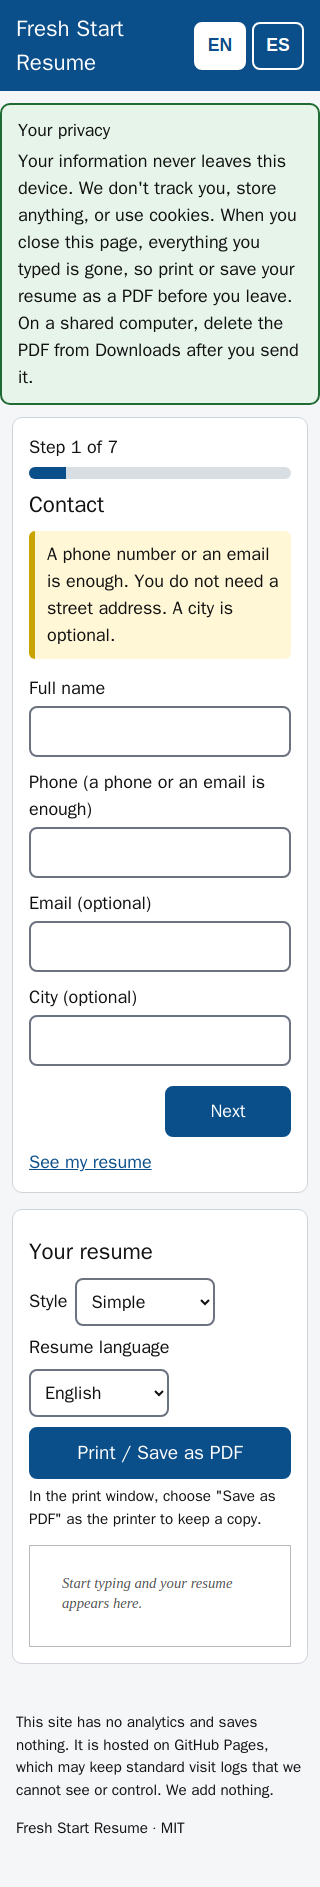 Fresh Start
Resume
EN
ES
Your privacy
Your information never leaves this
device. We don't track you, store
anything, or use cookies. When you
close this page, everything you
typed is gone, so print or save your
resume as a PDF before you leave.
On a shared computer, delete the
PDF from Downloads after you send
it.
Step 1 of 7
Contact
A phone number or an email
is enough. You do not need a
street address. A city is
optional.
Full name
Phone (a phone or an email is
enough)
Email (optional)
City (optional)
Next
See my resume
Your resume
Style
Simple
Resume language
English
Print / Save as PDF
In the print window, choose "Save as
PDF" as the printer to keep a copy.
Start typing and your resume
appears here.
This site has no analytics and saves
nothing. It is hosted on GitHub Pages,
which may keep standard visit logs that we
cannot see or control. We add nothing.
Fresh Start Resume · MIT